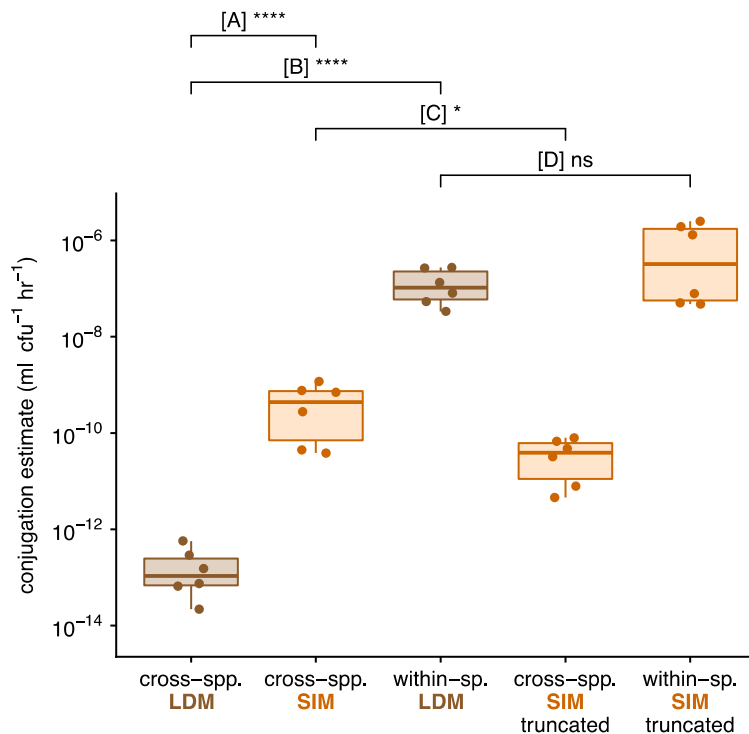 [A] ****
[B] ****
[C] *
[D] ns
conjugation estimate (ml cfu⁻¹ hr⁻¹)
10⁻⁶
10⁻⁸
10⁻¹⁰
10⁻¹²
10⁻¹⁴
cross–spp. cross–spp. within–sp. cross–spp. within–sp.
LDM SIM LDM SIM SIM
truncated truncated